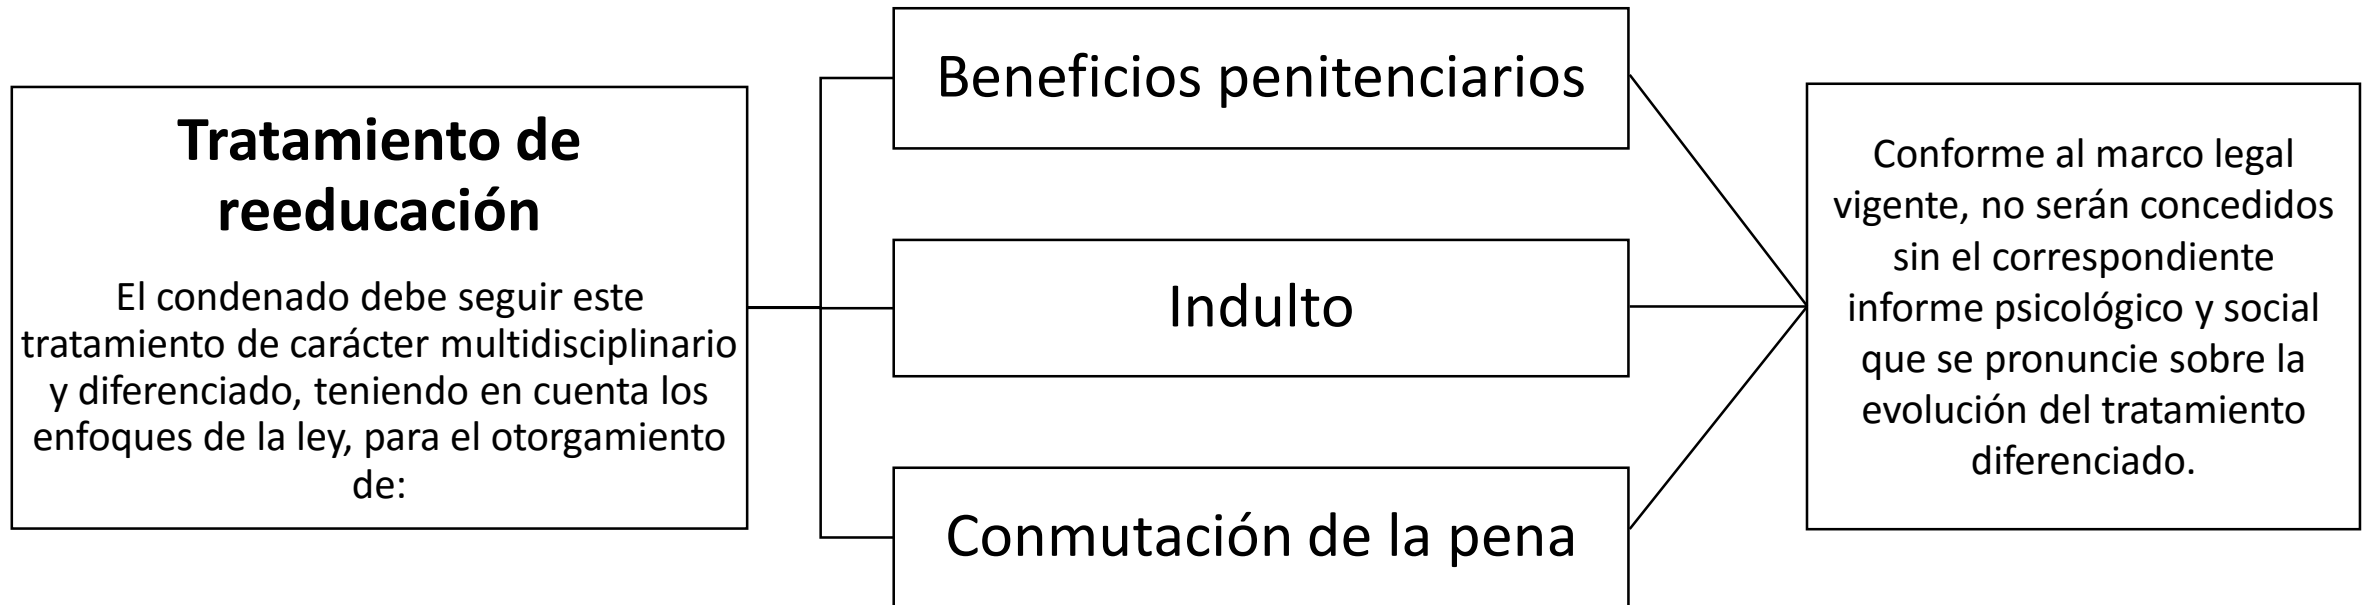 Tratamiento de
reeducación
El condenado debe seguir este
tratamiento de carácter multidisciplinario
y diferenciado, teniendo en cuenta los
enfoques de la ley, para el otorgamiento
de:
Beneficios penitenciarios
Indulto
Conmutación de la pena
Conforme al marco legal
vigente, no serán concedidos
sin el correspondiente
informe psicológico y social
que se pronuncie sobre la
evolución del tratamiento
diferenciado.